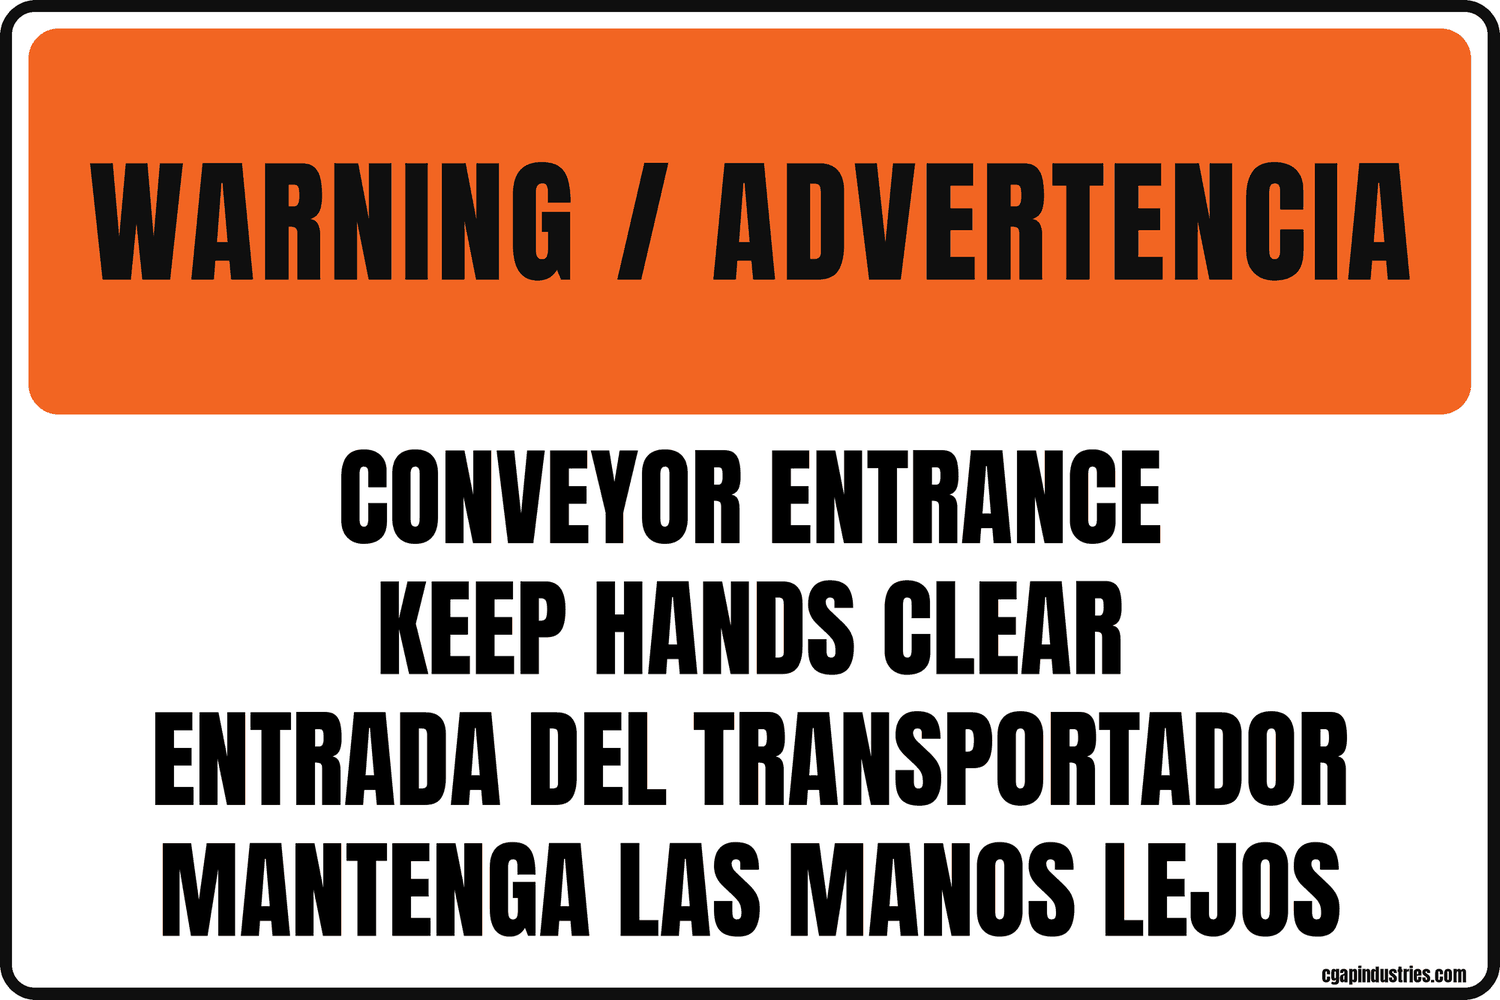 WARNING / ADVERTENCIA
CONVEYOR ENTRANCE
KEEP HANDS CLEAR
ENTRADA DEL TRANSPORTADOR
MANTENGA LAS MANOS LEJOS
cgapindustries.com